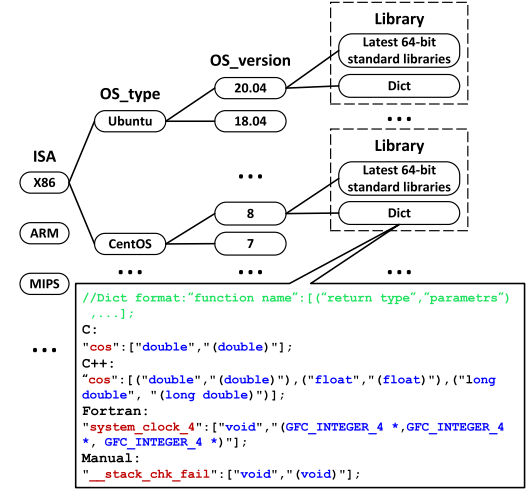 Library
Latest 64-bit
standard libraries
Dict
OS_version
20.04
18.04
...
OS_type
Ubuntu
...
Library
Latest 64-bit
standard libraries
Dict
ISA
X86
8
7
ARM
CentOS
...
...
...
MIPS
...
//Dict format:“function name”:[(“return type”,”parametrs”)
,...];
C:
"cos":["double","(double)"];
C++:
“cos":[("double","(double)"),("float","(float)"),("long
double", "(long double)")];
Fortran:
"system_clock_4":["void","(GFC_INTEGER_4 *,GFC_INTEGER_4
*, GFC_INTEGER_4 *)"];
Manual:
"__stack_chk_fail":["void","(void)"];